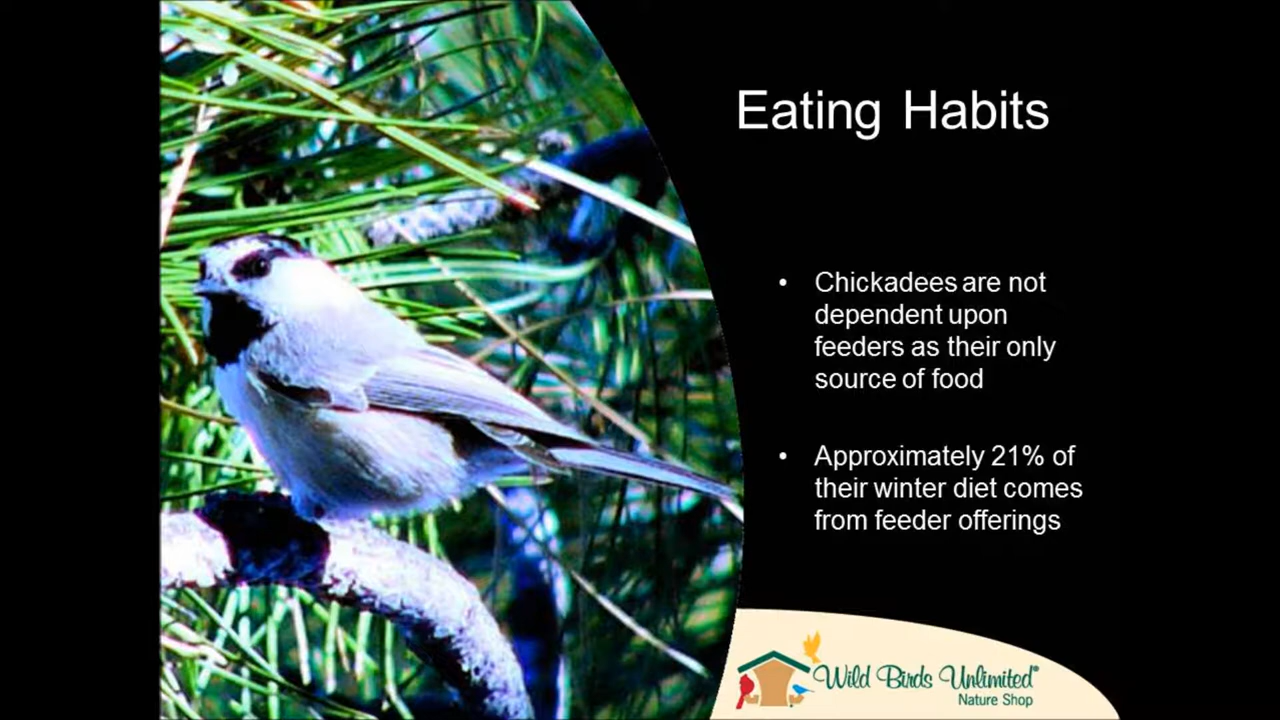 Eating Habits
• Chickadees are not
dependent upon
feeders as their only
source of food
• Approximately 21% of
their winter diet comes
from feeder offerings
Wild Birds Unlimited®
Nature Shop